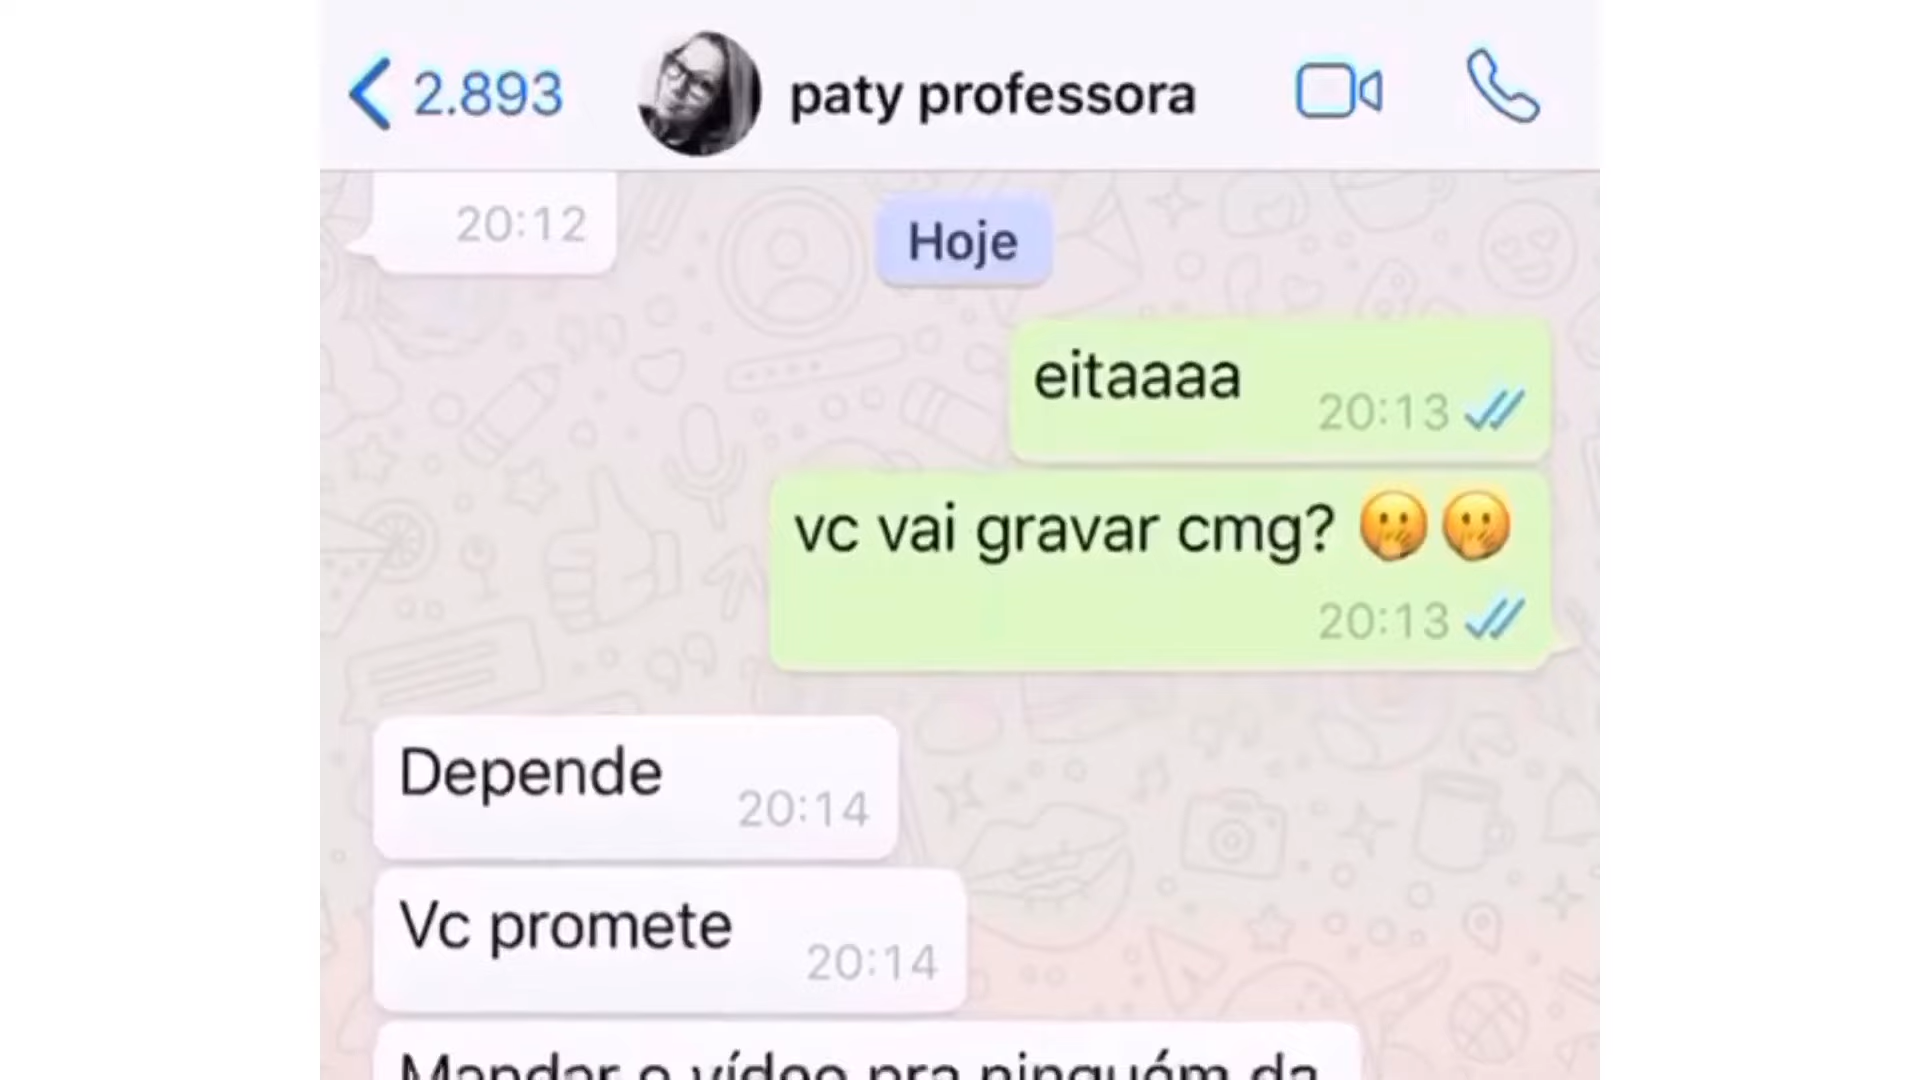 2.893 paty professora
20:12
Hoje
eitaaaa
20:13
vc vai gravar cmg? 🫢🫢
20:13
Depende
20:14
Vc promete
20:14
Mandar o vídeo pra ninguém da